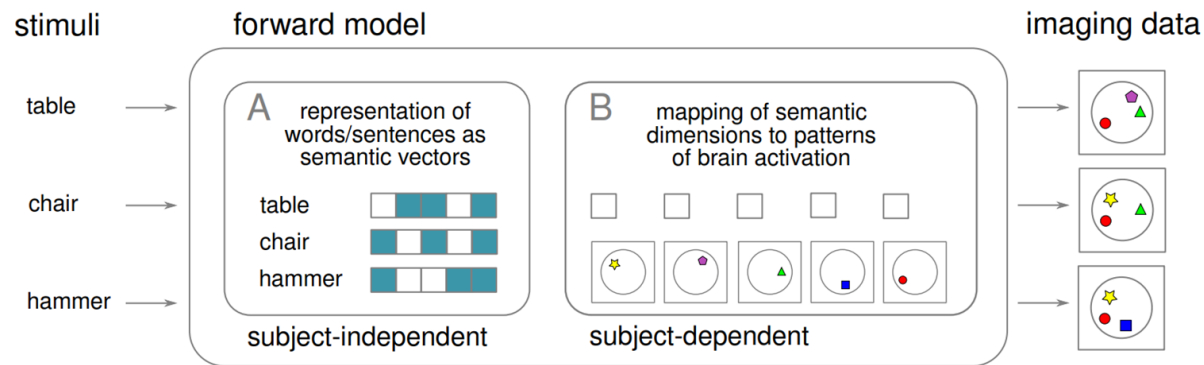 stimuli
forward model
imaging data
table
chair
hammer
A
representation of
words/sentences as
semantic vectors
table
chair
hammer
subject-independent
B
mapping of semantic
dimensions to patterns
of brain activation
subject-dependent